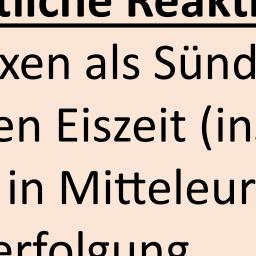 tliche Reakti
xen als Sünd
en Eiszeit (in
in Mitteleur
erfolgung